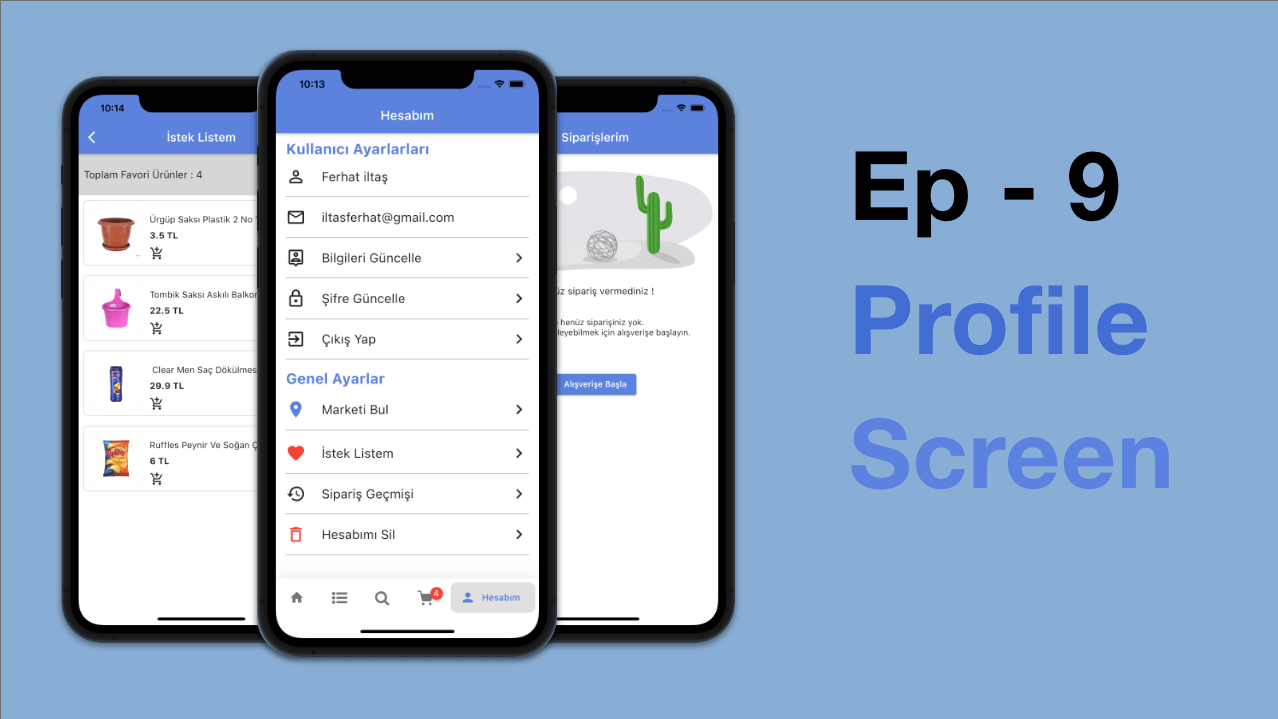 10:14
İstek Listem
Toplam Favori Ürünler : 4
Ürgüp Saksı Plastik 2 No
3.5 TL
Tombik Saksı Askılı Balkon
22.5 TL
Clear Men Saç Dökülmes
29.9 TL
Ruffles Peynir Ve Soğan
6 TL
10:13
Hesabım
Kullanıcı Ayarlarları
Ferhat iltaş
iltasferhat@gmail.com
Bilgileri Güncelle
Şifre Güncelle
Çıkış Yap
Genel Ayarlar
Marketi Bul
İstek Listem
Sipariş Geçmişi
Hesabımı Sil
4
Hesabım
Siparişlerim
üz sipariş vermediniz !
henüz siparişiniz yok.
leyebilmek için alışverişe başlayın.
Alışverişe Başla
Ep - 9
Profile
Screen